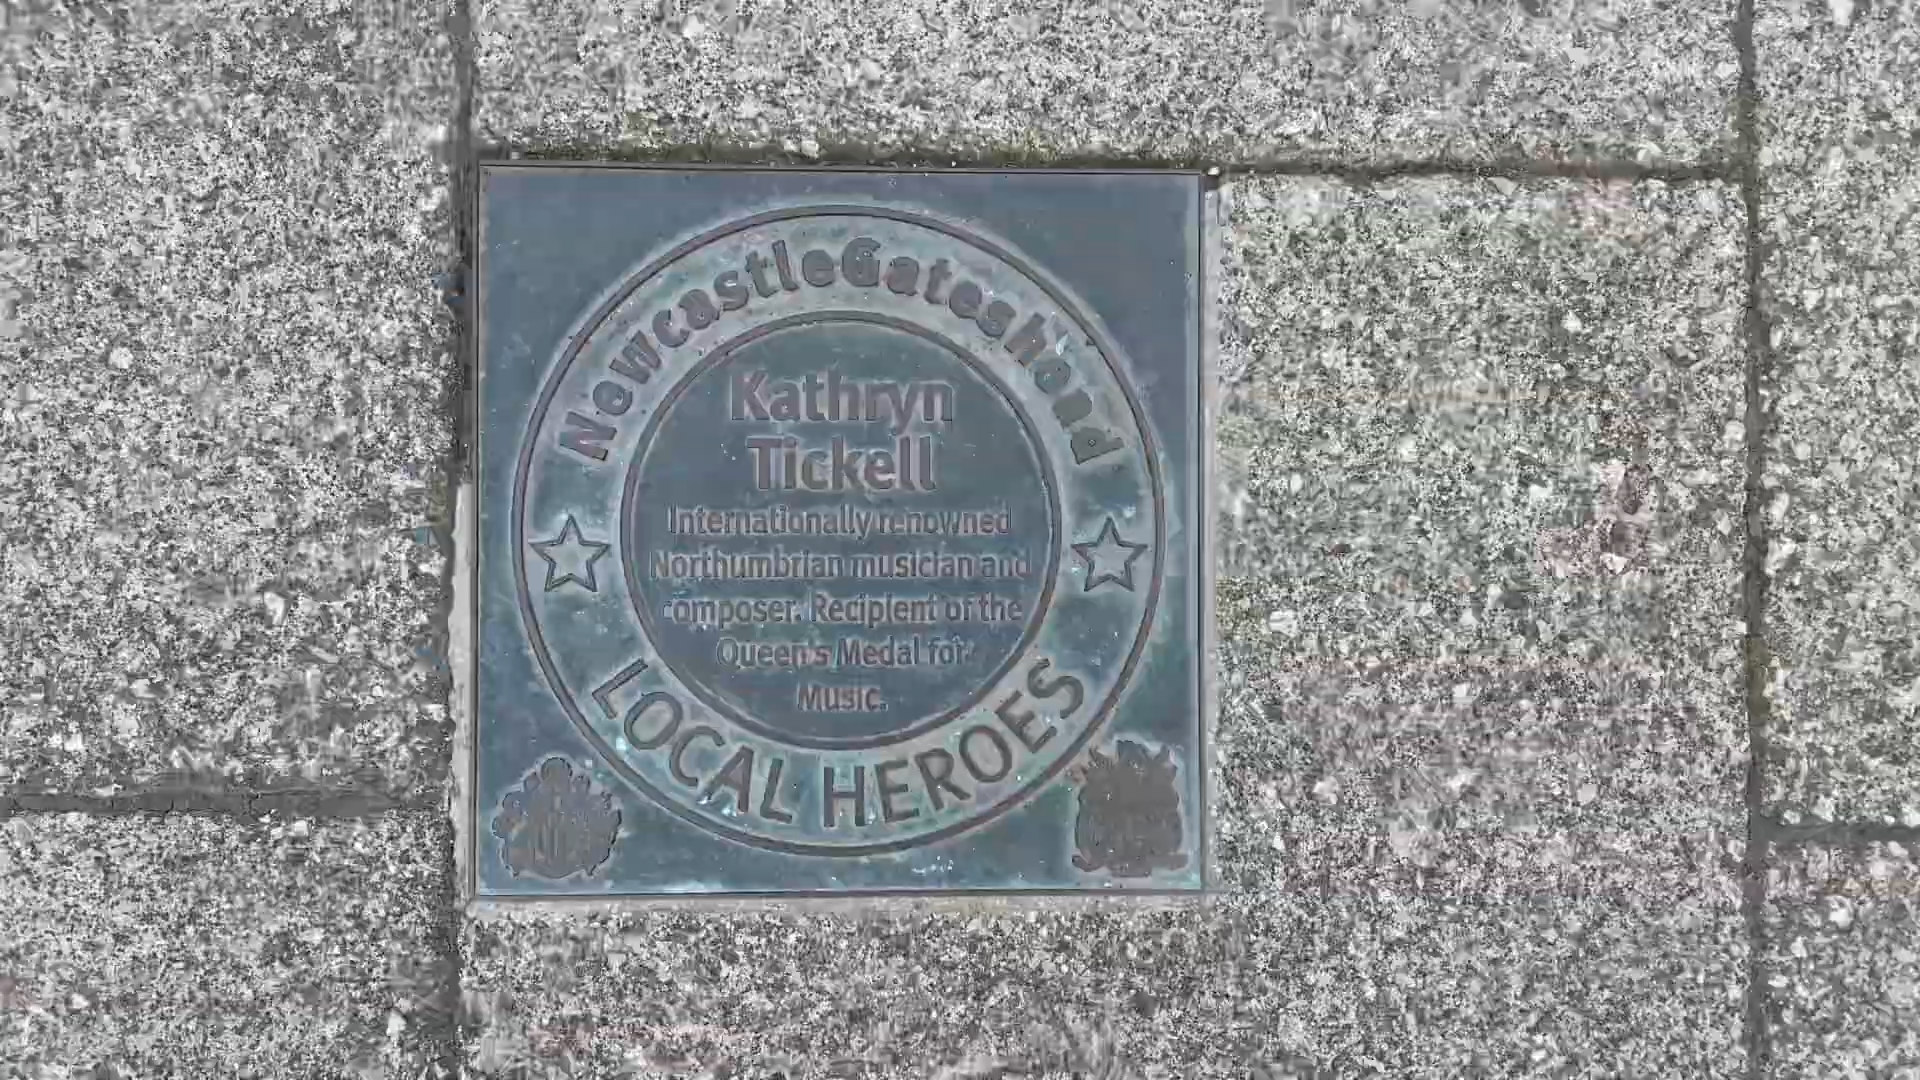 NewcastleGateshead
Kathryn
Tickell
Internationally renowned
Northumbrian musician and
composer. Recipient of the
Queen's Medal for
Music.
LOCAL HEROES